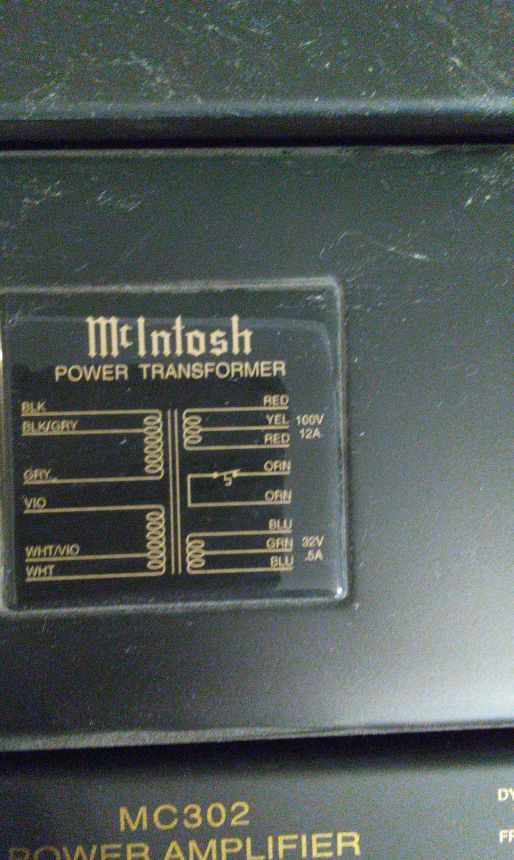 McIntosh
POWER TRANSFORMER
BLK
BLK/GRY
GRY
VIO
WHT/VIO
WHT
RED
YEL 100V
RED 12A
ORN
ORN
BLU
GRN 32V
BLU .5A
MC302
POWER AMPLIFIER